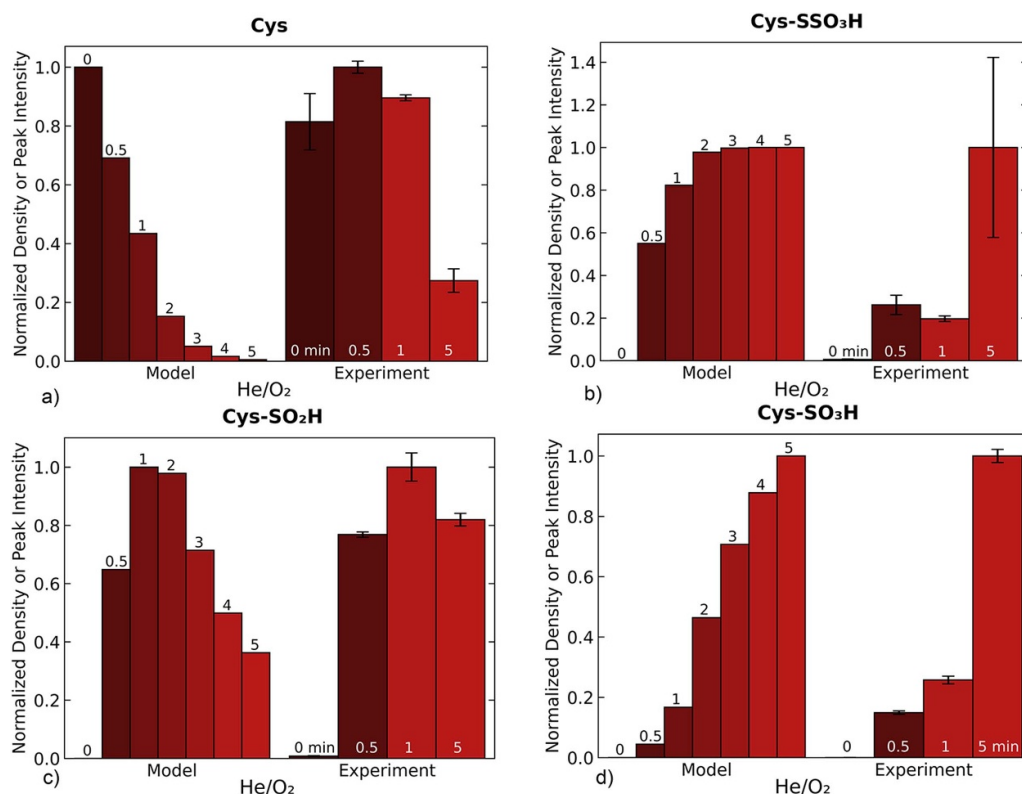 Cys
Normalized Density or Peak Intensity
1.0
0.8
0.6
0.4
0.2
0.0
0
0.5
1
2
3
4
5
0 min
0.5
1
5
Model
Experiment
He/O₂
a)
Cys-SSO₃H
Normalized Density or Peak Intensity
1.4
1.2
1.0
0.8
0.6
0.4
0.2
0.0
0
0.5
1
2
3
4
5
0 min
0.5
1
5
Model
Experiment
He/O₂
b)
Cys-SO₂H
Normalized Density or Peak Intensity
1.0
0.8
0.6
0.4
0.2
0.0
0
0.5
1
2
3
4
5
0 min
0.5
1
5
Model
Experiment
He/O₂
c)
Cys-SO₃H
Normalized Density or Peak Intensity
1.0
0.8
0.6
0.4
0.2
0.0
0
0.5
1
2
3
4
5
0
0.5
1
5 min
Model
Experiment
He/O₂
d)